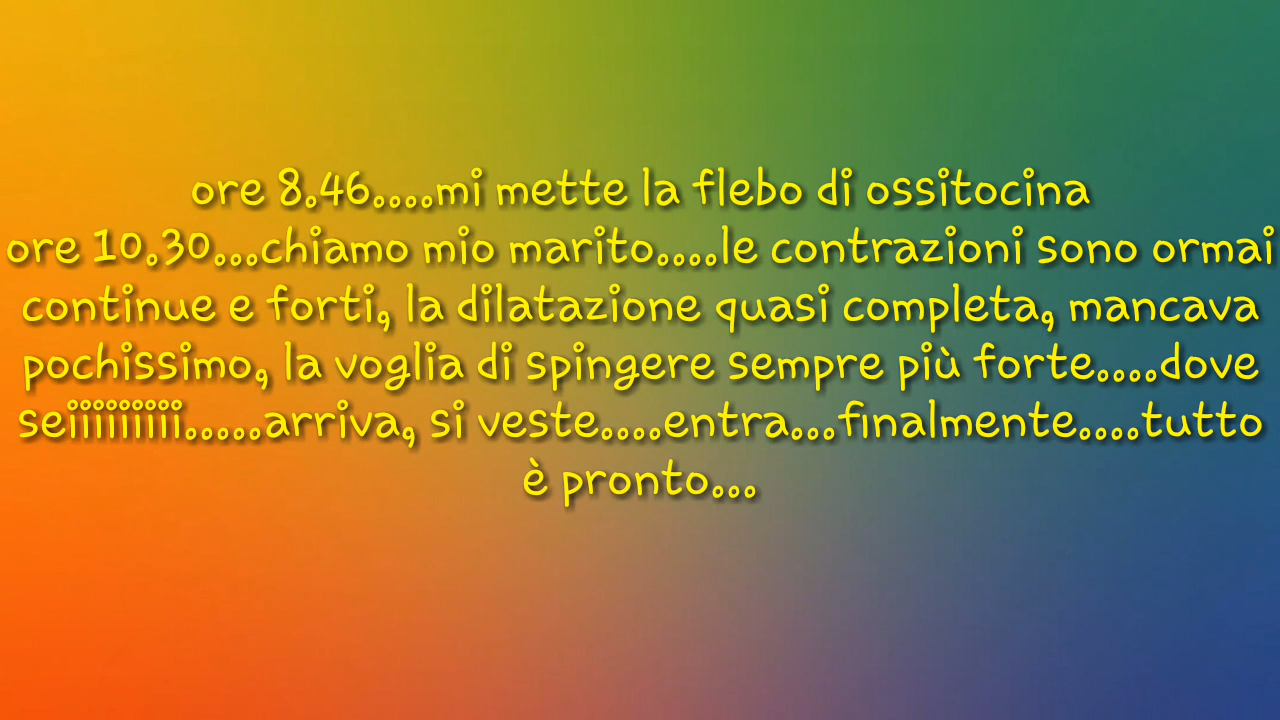 ore 8.46....mi mette la flebo di ossitocina
ore 10.30...chiamo mio marito....le contrazioni sono ormai
continue e forti, la dilatazione quasi completa, mancava
pochissimo, la voglia di spingere sempre più forte....dove
seiiiiiiiii.....arriva, si veste....entra...finalmente....tutto
è pronto...